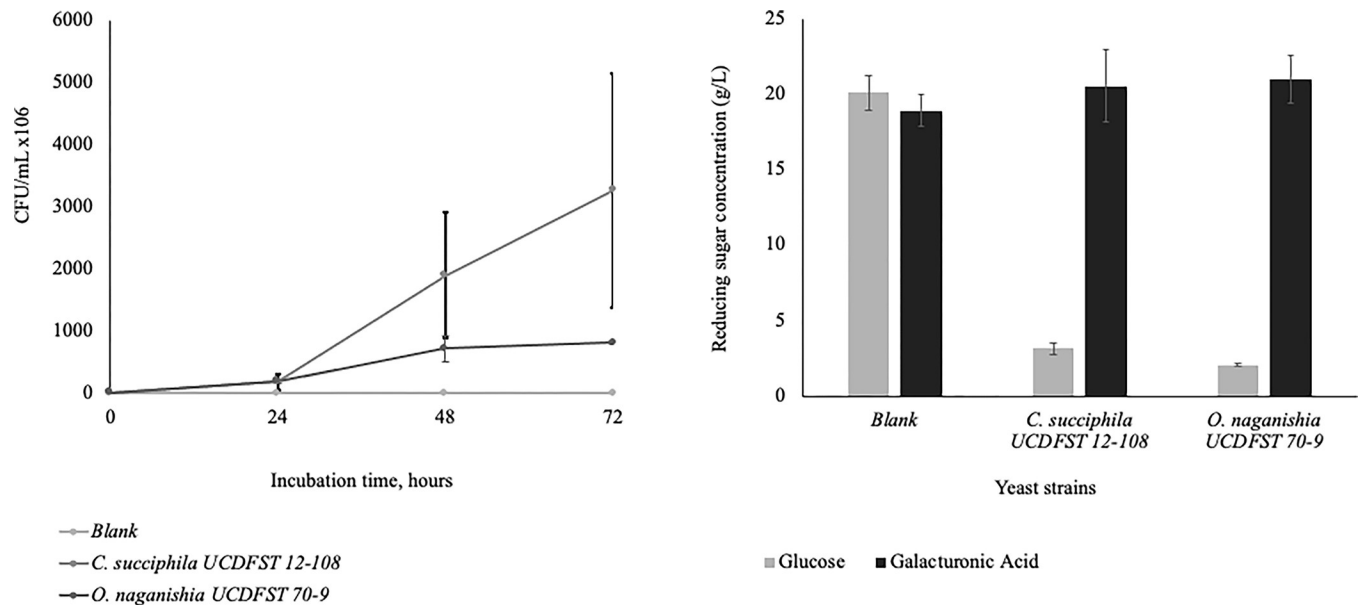 CFU/mL x106
6000
5000
4000
3000
2000
1000
0
0 24 48 72
Incubation time, hours
Blank
C. succiphila UCDFST 12-108
O. naganishia UCDFST 70-9
Reducing sugar concentration (g/L)
25
20
15
10
5
0
Blank
C. succiphila
UCDFST 12-108
O. naganishia
UCDFST 70-9
Yeast strains
Glucose Galacturonic Acid